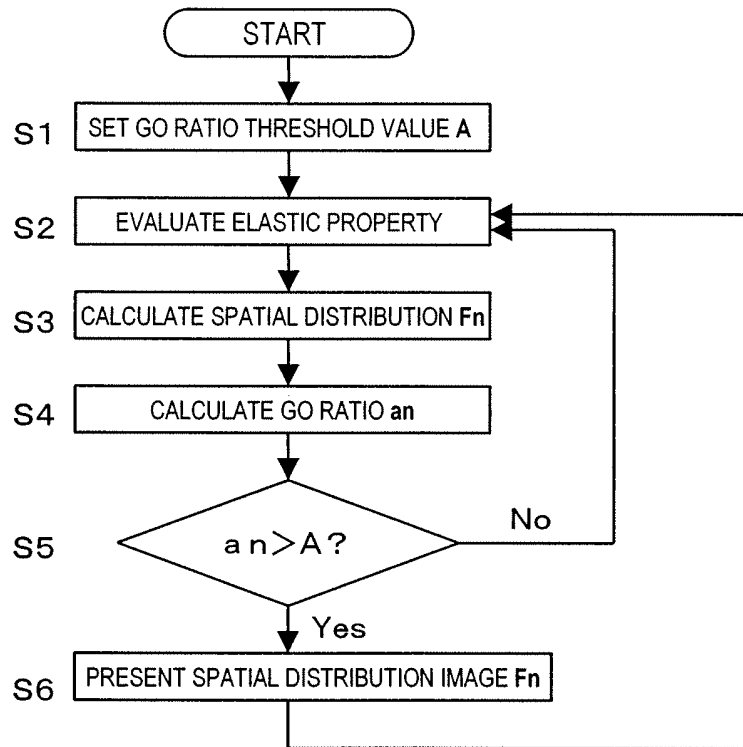 START
S1 SET GO RATIO THRESHOLD VALUE A
S2 EVALUATE ELASTIC PROPERTY
S3 CALCULATE SPATIAL DISTRIBUTION Fn
S4 CALCULATE GO RATIO an
S5 an>A? No
Yes
S6 PRESENT SPATIAL DISTRIBUTION IMAGE Fn